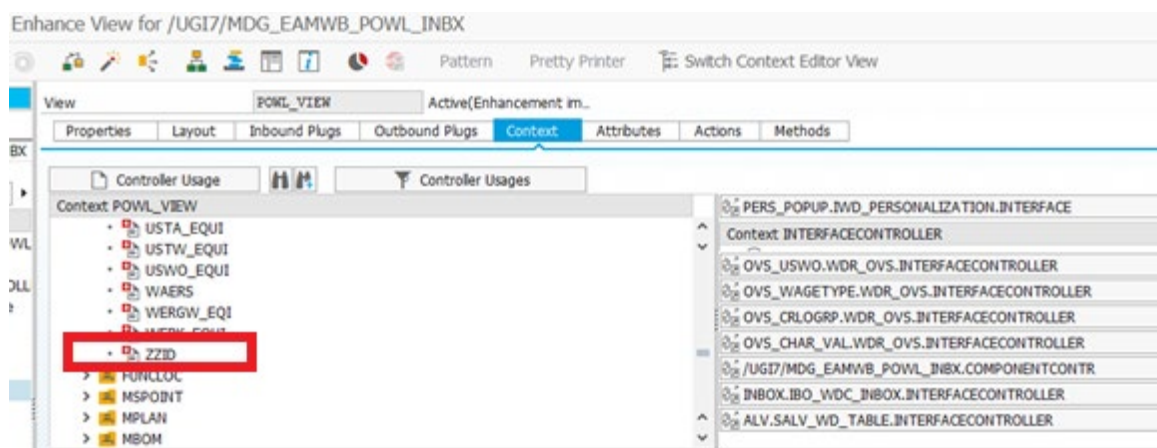 Enhance View for /UGI7/MDG_EAMWB_POWL_INBX
Pattern Pretty Printer Switch Context Editor View
View POWL_VIEW Active(Enhancement im..
Properties Layout Inbound Plugs Outbound Plugs Context Attributes Actions Methods
BX
Controller Usage Controller Usages
Context POWL_VIEW
USTA_EQUI
USTW_EQUI
USWO_EQUI
WAERS
WERGW_EQI
ZZID
FUNCLOC
MSPOINT
MPLAN
MBOM
PERS_POPUP.IWD_PERSONALIZATION.INTERFACE
Context INTERFACECONTROLLER
OVS_USWO.WDR_OVS.INTERFACECONTROLLER
OVS_WAGETYPE.WDR_OVS.INTERFACECONTROLLER
OVS_CRLOGRP.WDR_OVS.INTERFACECONTROLLER
OVS_CHAR_VAL.WDR_OVS.INTERFACECONTROLLER
/UGI7/MDG_EAMWB_POWL_INBX.COMPONENTCONTR
INBOX.IBO_WDC_INBOX.INTERFACECONTROLLER
ALV.SALV_WD_TABLE.INTERFACECONTROLLER